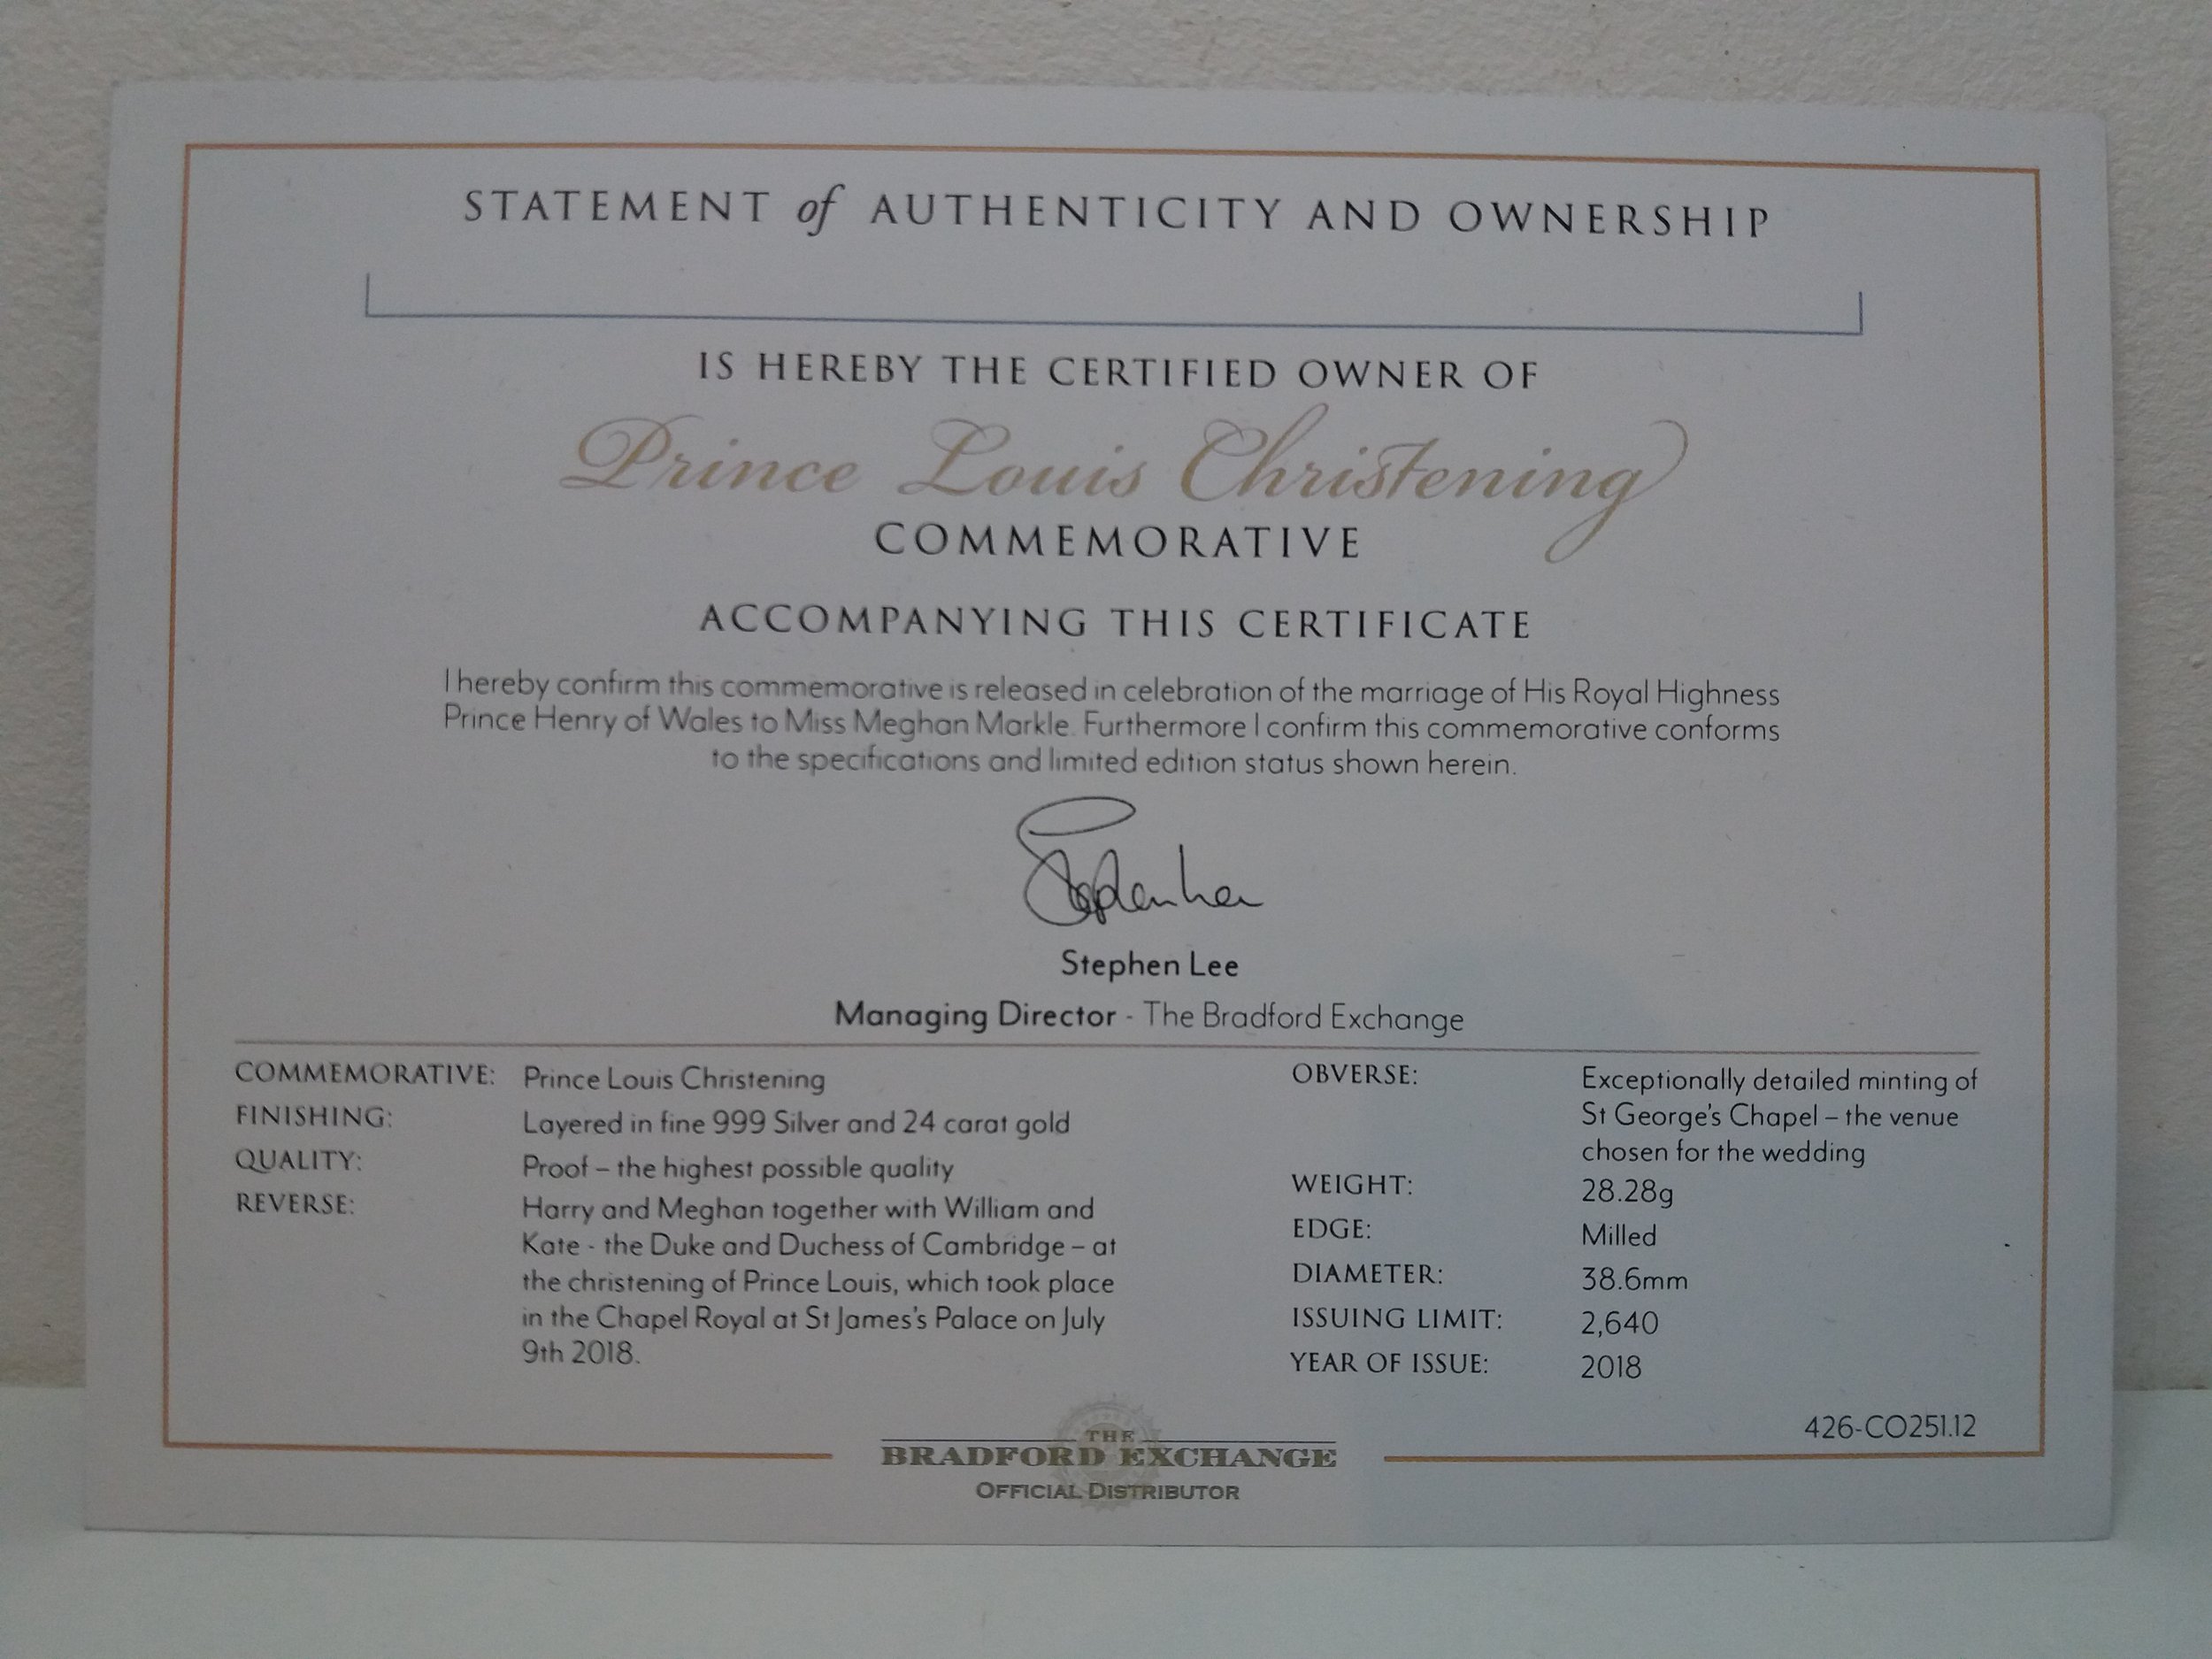 STATEMENT of AUTHENTICITY AND OWNERSHIP
IS HEREBY THE CERTIFIED OWNER OF
Prince Louis Christening
COMMEMORATIVE
ACCOMPANYING THIS CERTIFICATE
I hereby confirm this commemorative is released in celebration of the marriage of His Royal Highness
Prince Henry of Wales to Miss Meghan Markle. Furthermore I confirm this commemorative conforms
to the specifications and limited edition status shown herein.
Stephen Lee
Stephen Lee
Managing Director - The Bradford Exchange
COMMEMORATIVE: Prince Louis Christening
FINISHING: Layered in fine 999 Silver and 24 carat gold
QUALITY: Proof – the highest possible quality
REVERSE: Harry and Meghan together with William and
Kate - the Duke and Duchess of Cambridge – at
the christening of Prince Louis, which took place
in the Chapel Royal at St James's Palace on July
9th 2018.
OBVERSE: Exceptionally detailed minting of
St George's Chapel – the venue
chosen for the wedding
WEIGHT: 28.28g
EDGE: Milled
DIAMETER: 38.6mm
ISSUING LIMIT: 2,640
YEAR OF ISSUE: 2018
426-CO251.12
THE
BRADFORD EXCHANGE
OFFICIAL DISTRIBUTOR